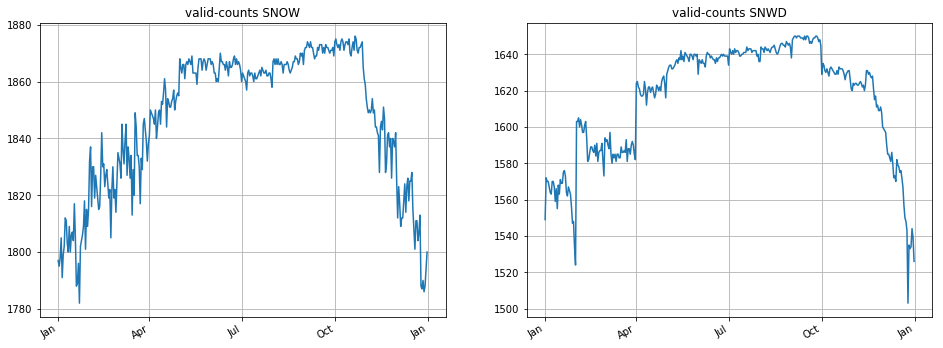 valid-counts SNOW
1880
1860
1840
1820
1800
1780
Jan
Apr
Jul
Oct
Jan
valid-counts SNWD
1640
1620
1600
1580
1560
1540
1520
1500
Jan
Apr
Jul
Oct
Jan